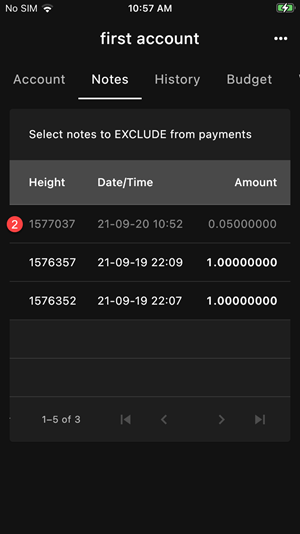 No SIM 10:57 AM
first account
Account Notes History Budget
Select notes to EXCLUDE from payments
Height Date/Time Amount
2 1577037 21-09-20 10:52 0.05000000
1576357 21-09-19 22:09 1.00000000
1576352 21-09-19 22:07 1.00000000
1–5 of 3